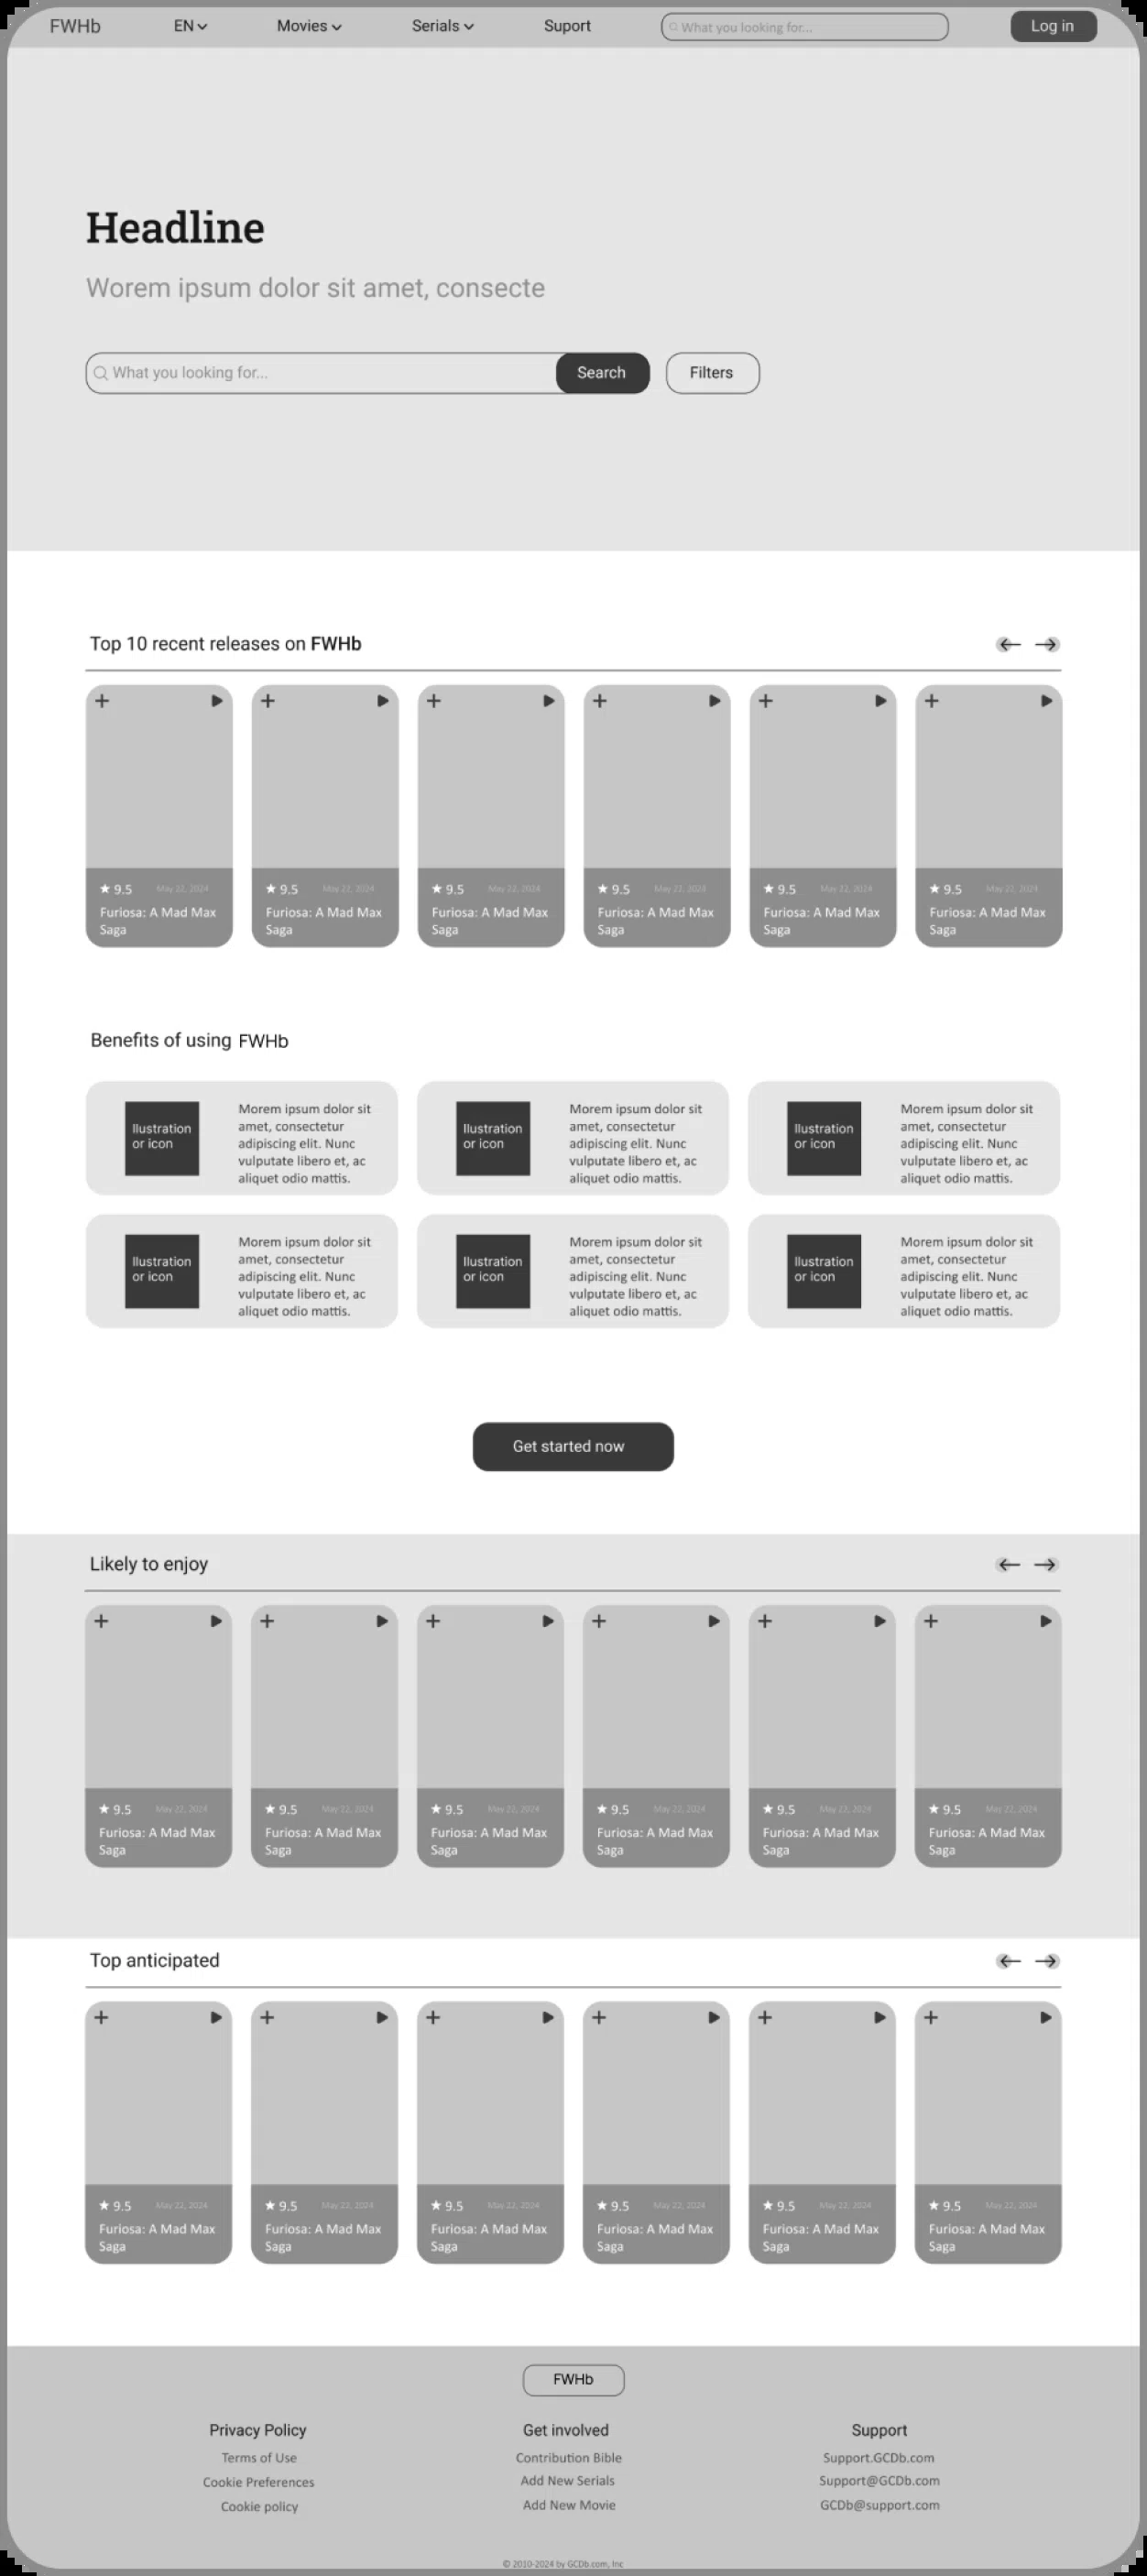 FWHb EN Movies Serials Suport What you looking for... Log in
Headline
Worem ipsum dolor sit amet, consecte
What you looking for... Search Filters
Top 10 recent releases on FWHb
9.5 May 22, 2024 9.5 May 22, 2024 9.5 May 22, 2024 9.5 May 22, 2024 9.5 May 22, 2024 9.5 May 22, 2024
Furiosa: A Mad Max Furiosa: A Mad Max Furiosa: A Mad Max Furiosa: A Mad Max Furiosa: A Mad Max Furiosa: A Mad Max
Saga Saga Saga Saga Saga Saga
Benefits of using FWHb
Ilustration
or icon
Morem ipsum dolor sit
amet, consectetur
adipiscing elit. Nunc
vulputate libero et, ac
aliquet odio mattis.
Ilustration
or icon
Morem ipsum dolor sit
amet, consectetur
adipiscing elit. Nunc
vulputate libero et, ac
aliquet odio mattis.
Ilustration
or icon
Morem ipsum dolor sit
amet, consectetur
adipiscing elit. Nunc
vulputate libero et, ac
aliquet odio mattis.
Ilustration
or icon
Morem ipsum dolor sit
amet, consectetur
adipiscing elit. Nunc
vulputate libero et, ac
aliquet odio mattis.
Ilustration
or icon
Morem ipsum dolor sit
amet, consectetur
adipiscing elit. Nunc
vulputate libero et, ac
aliquet odio mattis.
Ilustration
or icon
Morem ipsum dolor sit
amet, consectetur
adipiscing elit. Nunc
vulputate libero et, ac
aliquet odio mattis.
Get started now
Likely to enjoy
9.5 May 22, 2024 9.5 May 22, 2024 9.5 May 22, 2024 9.5 May 22, 2024 9.5 May 22, 2024 9.5 May 22, 2024
Furiosa: A Mad Max Furiosa: A Mad Max Furiosa: A Mad Max Furiosa: A Mad Max Furiosa: A Mad Max Furiosa: A Mad Max
Saga Saga Saga Saga Saga Saga
Top anticipated
9.5 May 22, 2024 9.5 May 22, 2024 9.5 May 22, 2024 9.5 May 22, 2024 9.5 May 22, 2024 9.5 May 22, 2024
Furiosa: A Mad Max Furiosa: A Mad Max Furiosa: A Mad Max Furiosa: A Mad Max Furiosa: A Mad Max Furiosa: A Mad Max
Saga Saga Saga Saga Saga Saga
FWHb
Privacy Policy
Terms of Use
Cookie Preferences
Cookie policy
Get involved
Contribution Bible
Add New Serials
Add New Movie
Support
Support.GCDb.com
Support@GCDb.com
GCDb@support.com
© 2010-2024 by GCDb.com, Inc